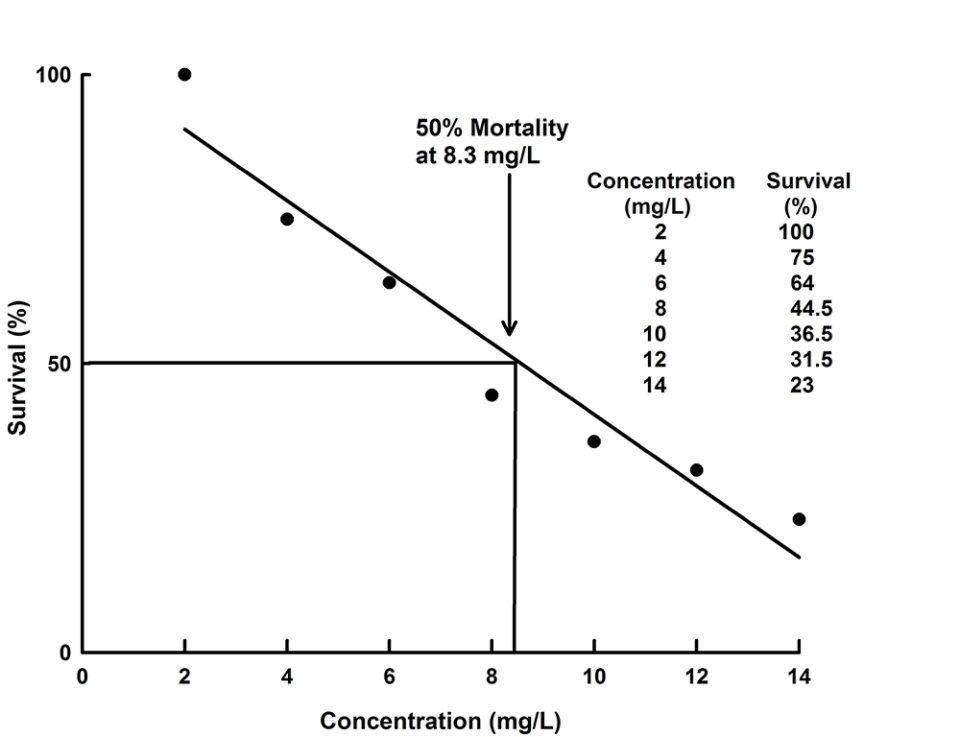 100
50% Mortality
at 8.3 mg/L
Concentration Survival
(mg/L) (%)
2 100
4 75
6 64
8 44.5
10 36.5
12 31.5
14 23
50
Survival (%)
0
0 2 4 6 8 10 12 14
Concentration (mg/L)